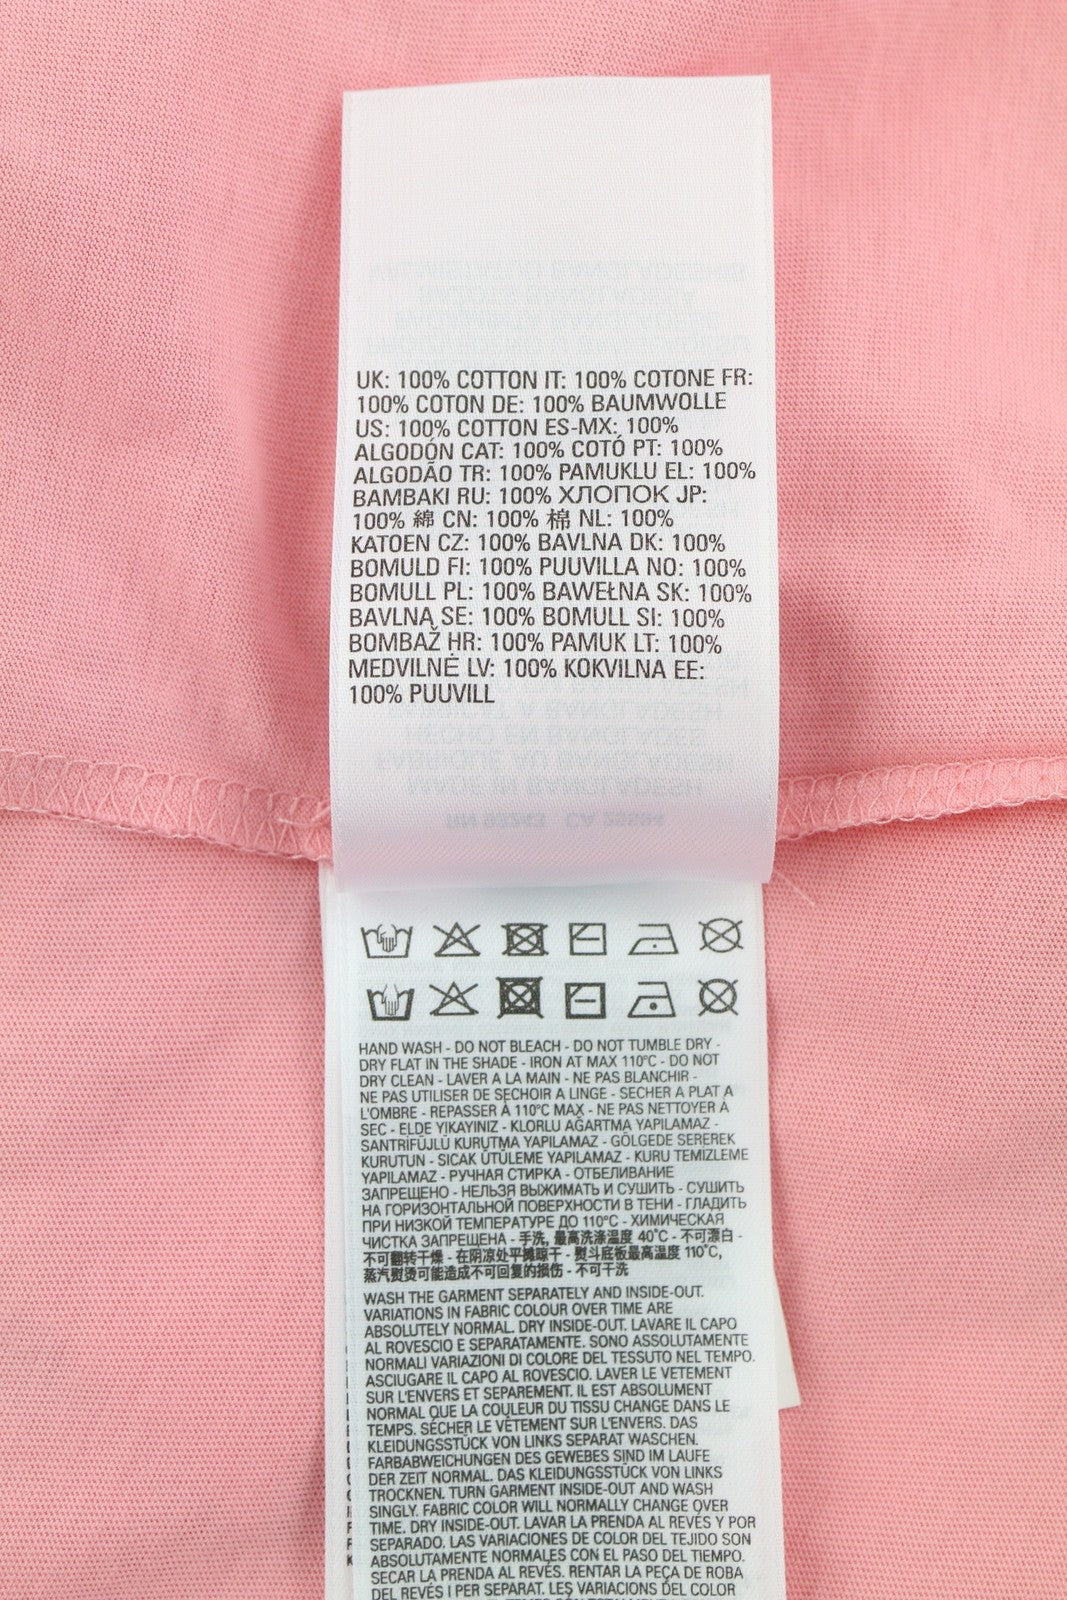 UK: 100% COTTON IT: 100% COTONE FR:
100% COTON DE: 100% BAUMWOLLE
US: 100% COTTON ES-MX: 100%
ALGODÓN CAT: 100% COTÓ PT: 100%
ALGODÃO TR: 100% PAMUKLU EL: 100%
BAMBAKI RU: 100% ХЛОПОК JP:
100% 綿 CN: 100% 棉 NL: 100%
KATOEN CZ: 100% BAVLNA DK: 100%
BOMULD FI: 100% PUUVILLA NO: 100%
BOMULL PL: 100% BAWEŁNA SK: 100%
BAVLNA SE: 100% BOMULL SI: 100%
BOMBAŽ HR: 100% PAMUK LT: 100%
MEDVILNĖ LV: 100% KOKVILNA EE:
100% PUUVILL
HECHO EN BANGLADES
FABRIQUE AU BANGLADESH
MADE IN BANGLADESH
RN 93243 CA 25594
HAND WASH - DO NOT BLEACH - DO NOT TUMBLE DRY -
DRY FLAT IN THE SHADE - IRON AT MAX 110°C - DO NOT
DRY CLEAN - LAVER A LA MAIN - NE PAS BLANCHIR -
NE PAS UTILISER DE SECHOIR A LINGE - SECHER A PLAT A
L'OMBRE - REPASSER À 110°C MAX - NE PAS NETTOYER À
SEC - ELDE YIKAYINIZ - KLORLU AĞARTMA YAPILAMAZ -
SANTRİFÜJLÜ KURUTMA YAPILAMAZ - GÖLGEDE SEREREK
KURUTUN - SICAK ÜTÜLEME YAPILAMAZ - KURU TEMIZLEME
YAPILAMAZ - РУЧНАЯ СТИРКА - ОТБЕЛИВАНИЕ
ЗАПРЕЩЕНО - НЕЛЬЗЯ ВЫЖИМАТЬ И СУШИТЬ - СУШИТЬ
НА ГОРИЗОНТАЛЬНОЙ ПОВЕРХНОСТИ В ТЕНИ - ГЛАДИТЬ
ПРИ НИЗКОЙ ТЕМПЕРАТУРЕ ДО 110°C - ХИМИЧЕСКАЯ
ЧИСТКА ЗАПРЕЩЕНА - 手洗, 最高洗涤温度 40°C - 不可漂白 -
不可翻转干燥 - 在阴凉处平摊晾干 - 熨斗底板最高温度 110°C,
蒸汽熨烫可能造成不可回复的损伤 - 不可干洗
WASH THE GARMENT SEPARATELY AND INSIDE-OUT.
VARIATIONS IN FABRIC COLOUR OVER TIME ARE
ABSOLUTELY NORMAL. DRY INSIDE-OUT. LAVARE IL CAPO
AL ROVESCIO E SEPARATAMENTE. SONO ASSOLUTAMENTE
NORMALI VARIAZIONI DI COLORE DEL TESSUTO NEL TEMPO.
ASCIUGARE IL CAPO AL ROVESCIO. LAVER LE VETEMENT
SUR L'ENVERS ET SEPAREMENT. IL EST ABSOLUMENT
NORMAL QUE LA COULEUR DU TISSU CHANGE DANS LE
TEMPS. SÉCHER LE VÊTEMENT SUR L'ENVERS. DAS
KLEIDUNGSSTÜCK VON LINKS SEPARAT WASCHEN.
FARBABWEICHUNGEN DES GEWEBES SIND IM LAUFE
DER ZEIT NORMAL. DAS KLEIDUNGSSTÜCK VON LINKS
TROCKNEN. TURN GARMENT INSIDE-OUT AND WASH
SINGLY. FABRIC COLOR WILL NORMALLY CHANGE OVER
TIME. DRY INSIDE-OUT. LAVAR LA PRENDA AL REVÉS Y POR
SEPARADO. LAS VARIACIONES DE COLOR DEL TEJIDO SON
ABSOLUTAMENTE NORMALES CON EL PASO DEL TIEMPO.
SECAR LA PRENDA AL REVÉS. RENTAR LA PEÇA DE ROBA
DEL REVÉS I PER SEPARAT. LES VARIACIONS DEL COLOR